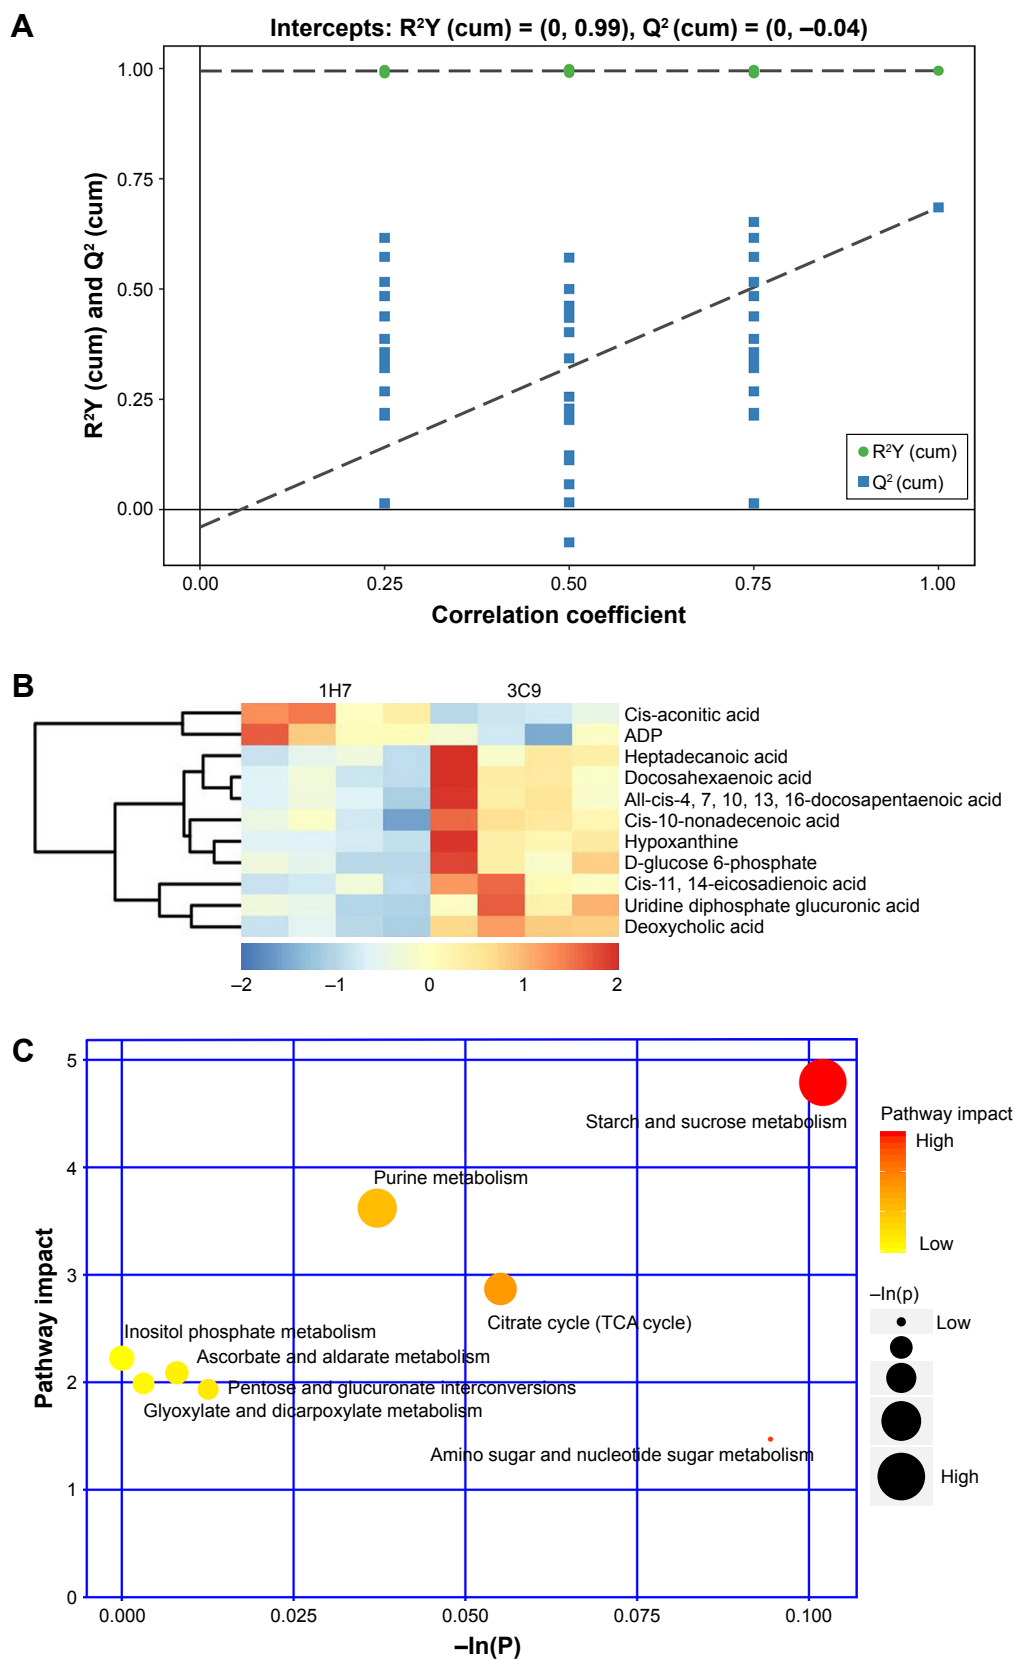 A
Intercepts: R²Y (cum) = (0, 0.99), Q² (cum) = (0, –0.04)
R²Y (cum) and Q² (cum)
1.00
0.75
0.50
0.25
0.00
R²Y (cum)
Q² (cum)
0.00 0.25 0.50 0.75 1.00
Correlation coefficient
B
1H7 3C9
Cis-aconitic acid
ADP
Heptadecanoic acid
Docosahexaenoic acid
All-cis-4, 7, 10, 13, 16-docosapentaenoic acid
Cis-10-nonadecenoic acid
Hypoxanthine
D-glucose 6-phosphate
Cis-11, 14-eicosadienoic acid
Uridine diphosphate glucuronic acid
Deoxycholic acid
–2 –1 0 1 2
C
Pathway impact
5
4
3
2
1
0
Starch and sucrose metabolism
Purine metabolism
Citrate cycle (TCA cycle)
Inositol phosphate metabolism
Ascorbate and aldarate metabolism
Pentose and glucuronate interconversions
Glyoxylate and dicarpoxylate metabolism
Amino sugar and nucleotide sugar metabolism
0.000 0.025 0.050 0.075 0.100
–In(P)
Pathway impact
High
Low
–In(p)
Low
High